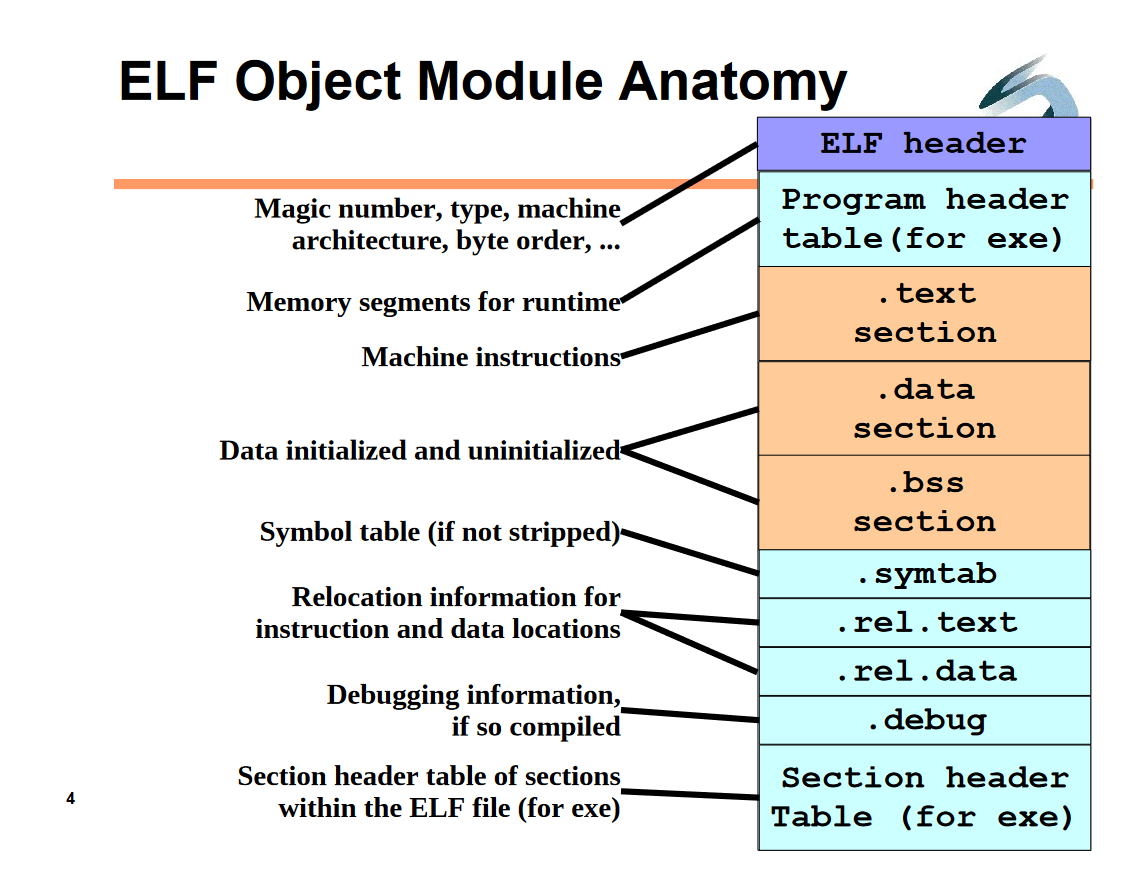 ELF Object Module Anatomy
ELF header
Magic number, type, machine
architecture, byte order, ...
Program header
table(for exe)
Memory segments for runtime
.text
section
Machine instructions
.data
section
Data initialized and uninitialized
.bss
section
Symbol table (if not stripped)
.symtab
Relocation information for
instruction and data locations
.rel.text
.rel.data
Debugging information,
if so compiled
.debug
Section header table of sections
within the ELF file (for exe)
Section header
Table (for exe)
4